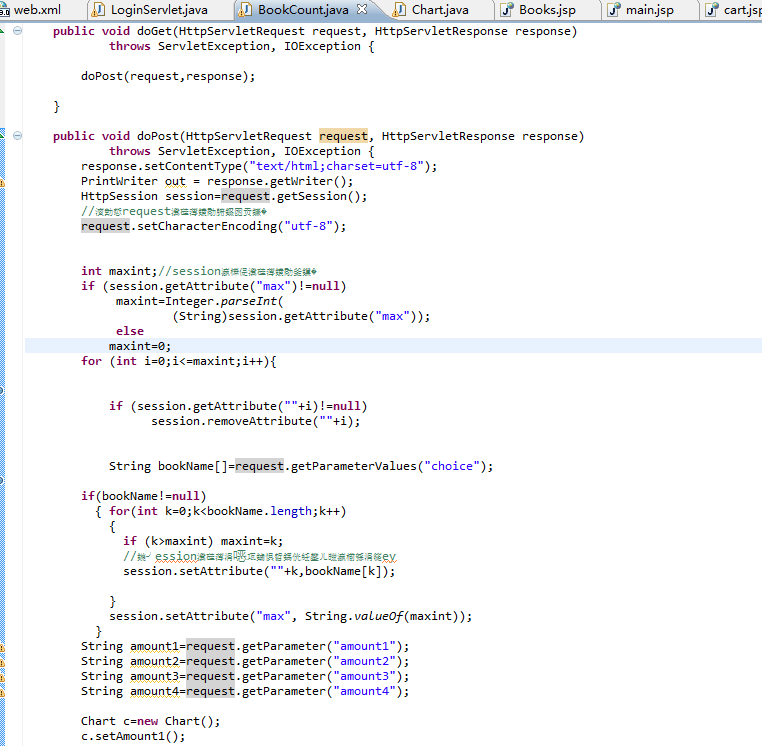 web.xml LoginServlet.java BookCount.java Chart.java Books.jsp main.jsp cart.jsp
public void doGet(HttpServletRequest request, HttpServletResponse response)
throws ServletException, IOException {
doPost(request,response);
}
public void doPost(HttpServletRequest request, HttpServletResponse response)
throws ServletException, IOException {
response.setContentType("text/html;charset=utf-8");
PrintWriter out = response.getWriter();
HttpSession session=request.getSession();
//request
request.setCharacterEncoding("utf-8");
int maxint;//session
if (session.getAttribute("max")!=null)
maxint=Integer.parseInt(
(String)session.getAttribute("max"));
else
maxint=0;
for (int i=0;i<=maxint;i++){
if (session.getAttribute(""+i)!=null)
session.removeAttribute(""+i);
String bookName[]=request.getParameterValues("choice");
if(bookName!=null)
{ for(int k=0;k<bookName.length;k++)
{
if (k>maxint) maxint=k;
//ession ey
session.setAttribute(""+k,bookName[k]);
}
session.setAttribute("max", String.valueOf(maxint));
}
String amount1=request.getParameter("amount1");
String amount2=request.getParameter("amount2");
String amount3=request.getParameter("amount3");
String amount4=request.getParameter("amount4");
Chart c=new Chart();
c.setAmount1();